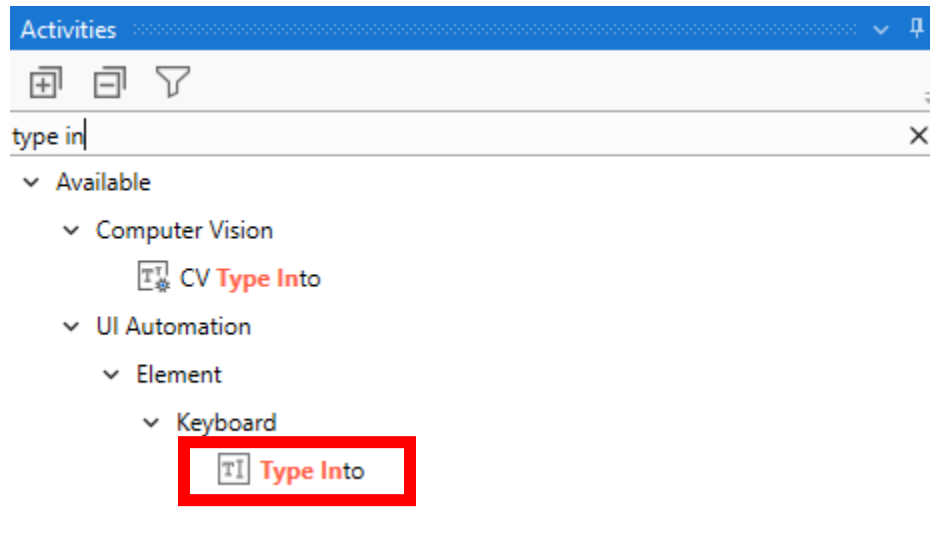 Activities
type in
Available
Computer Vision
CV Type Into
UI Automation
Element
Keyboard
Type Into